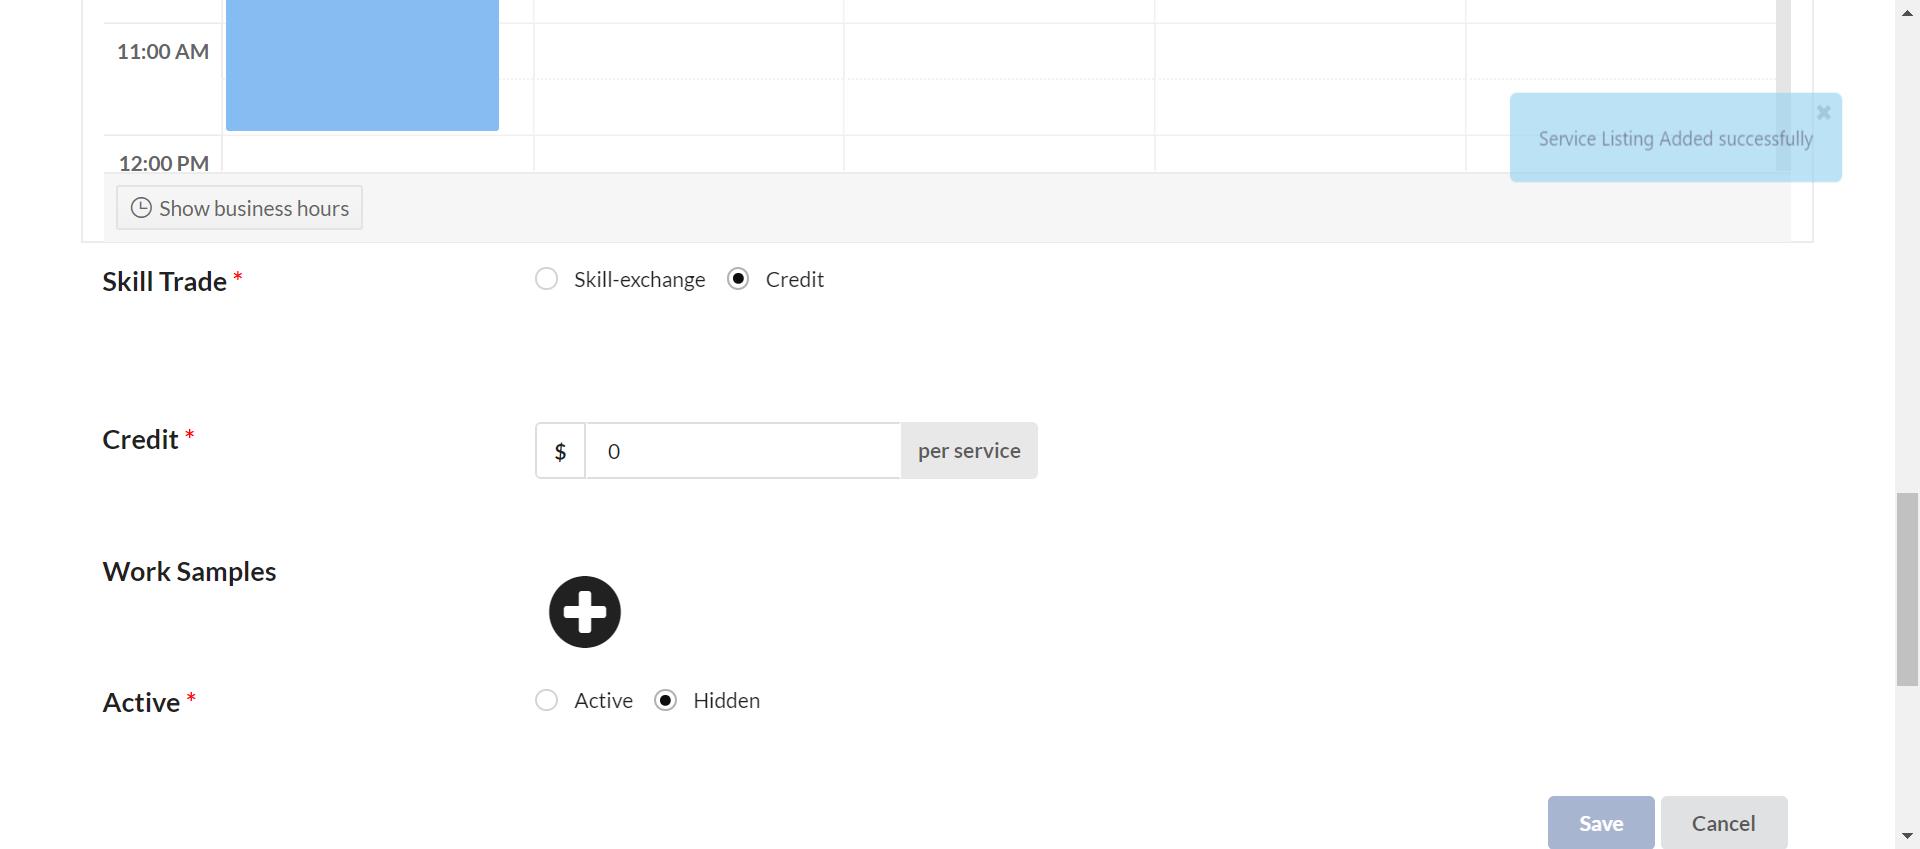 11:00 AM
12:00 PM
Service Listing Added successfully
Show business hours
Skill Trade *
Skill-exchange
Credit
Credit *
$
0
per service
Work Samples
Active *
Active
Hidden
Save
Cancel